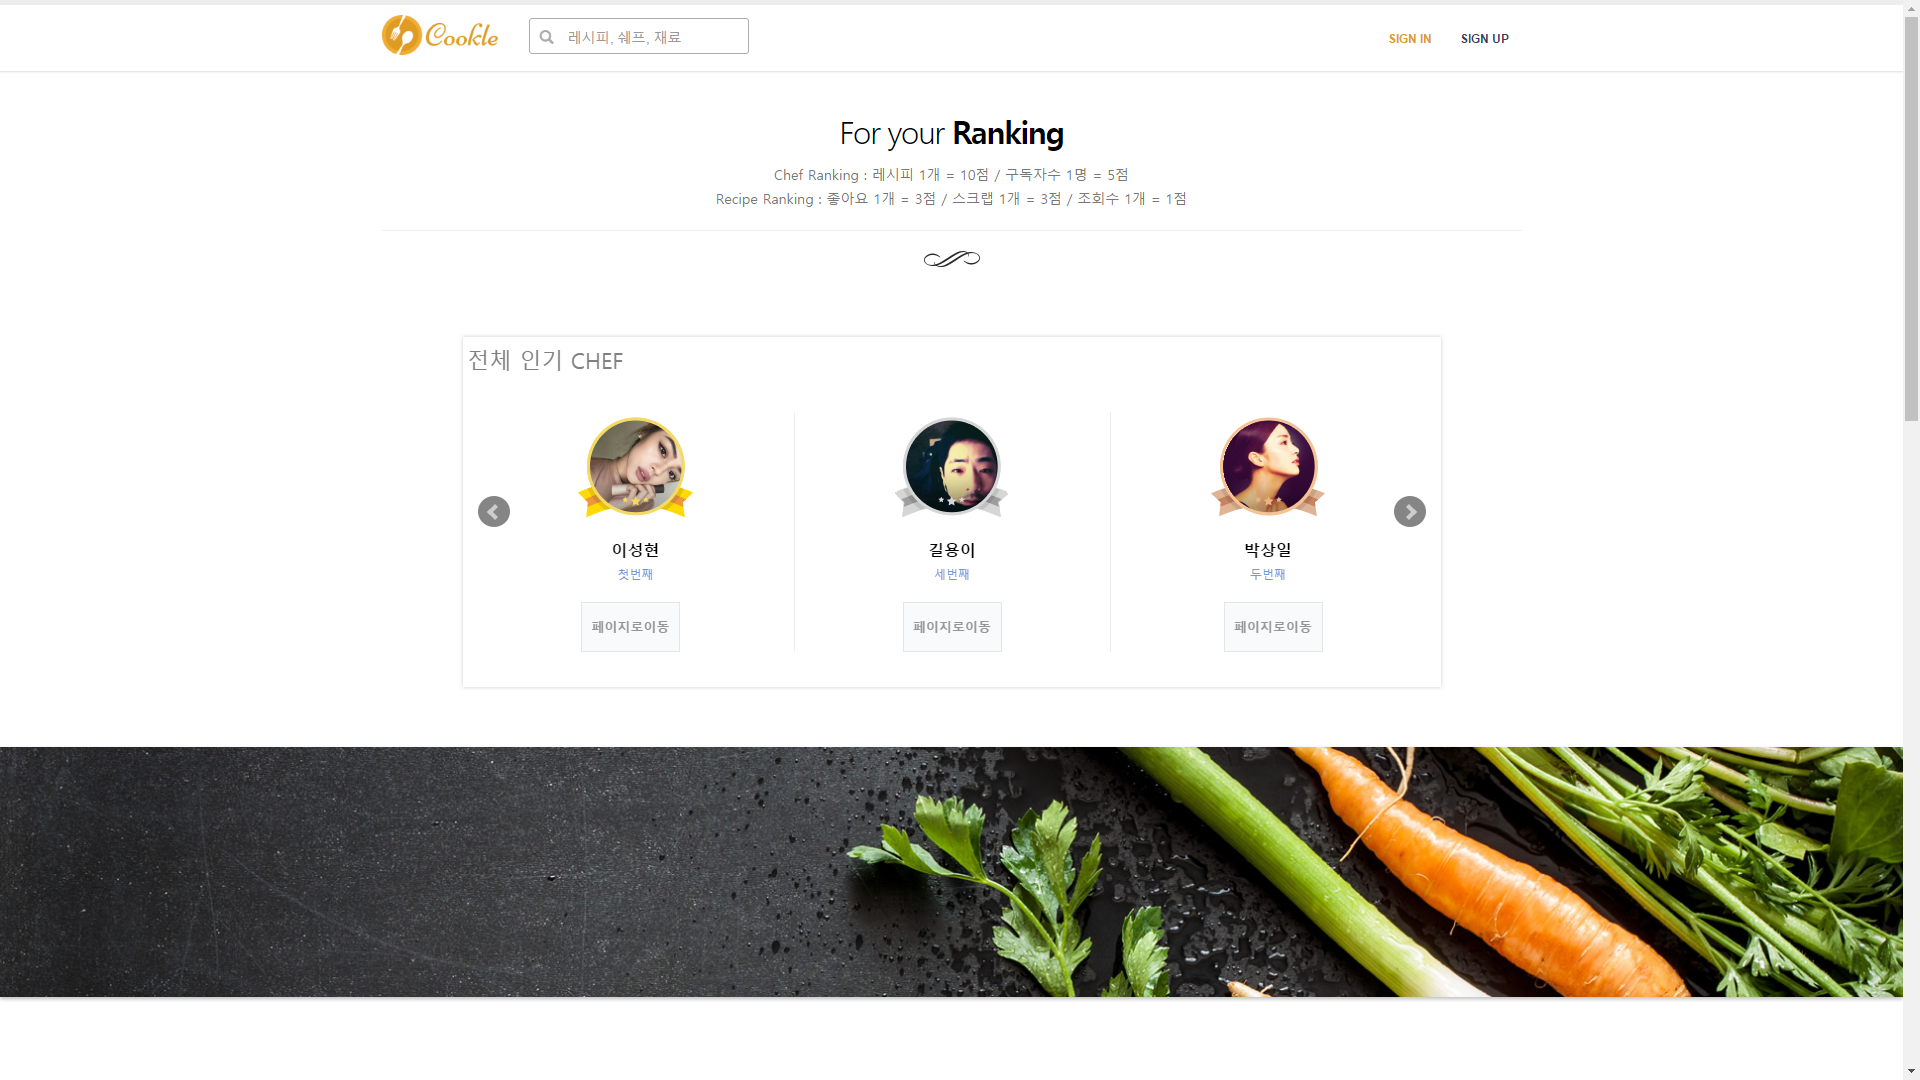 Cookle
레시피, 쉐프, 재료
SIGN IN
SIGN UP
For your Ranking
Chef Ranking : 레시피 1개 = 10점 / 구독자수 1명 = 5점
Recipe Ranking : 좋아요 1개 = 3점 / 스크랩 1개 = 3점 / 조회수 1개 = 1점
전체 인기 CHEF
이성현
첫번째
페이지로이동
길용이
세번째
페이지로이동
박상일
두번째
페이지로이동